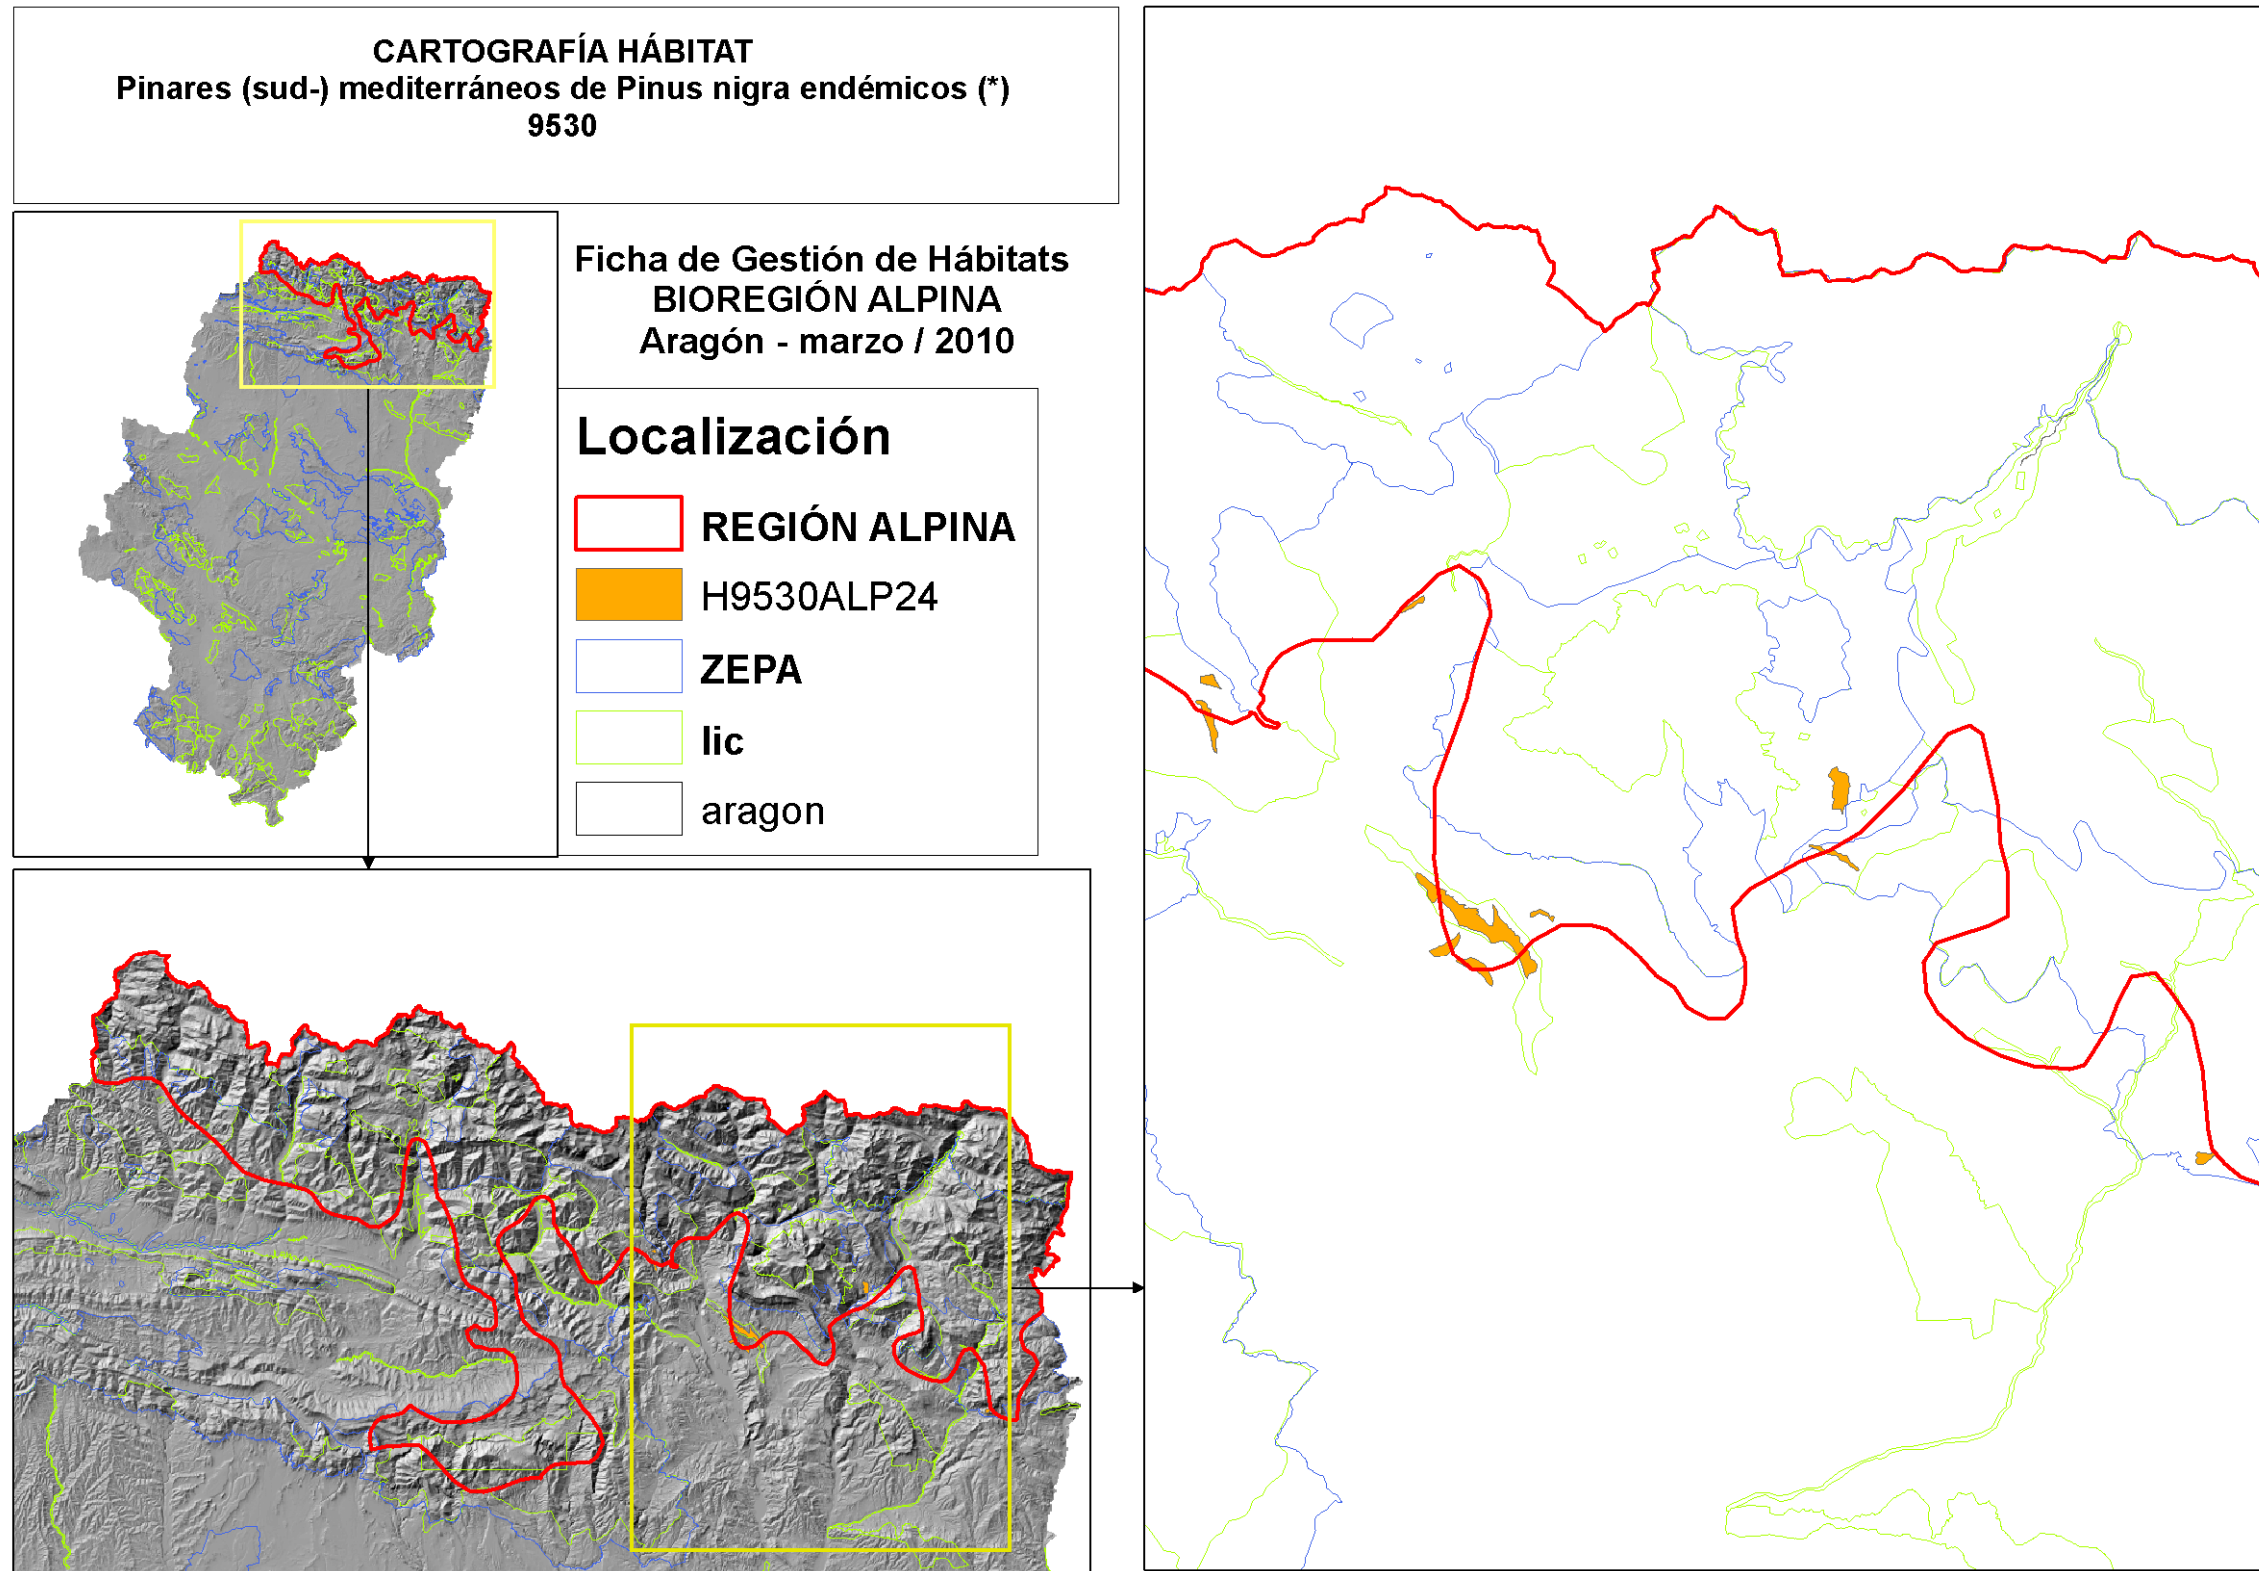 CARTOGRAFÍA HÁBITAT
Pinares (sud-) mediterráneos de Pinus nigra endémicos (*)
9530
Ficha de Gestión de Hábitats
BIOREGIÓN ALPINA
Aragón - marzo / 2010
Localización
REGIÓN ALPINA
H9530ALP24
ZEPA
lic
aragon